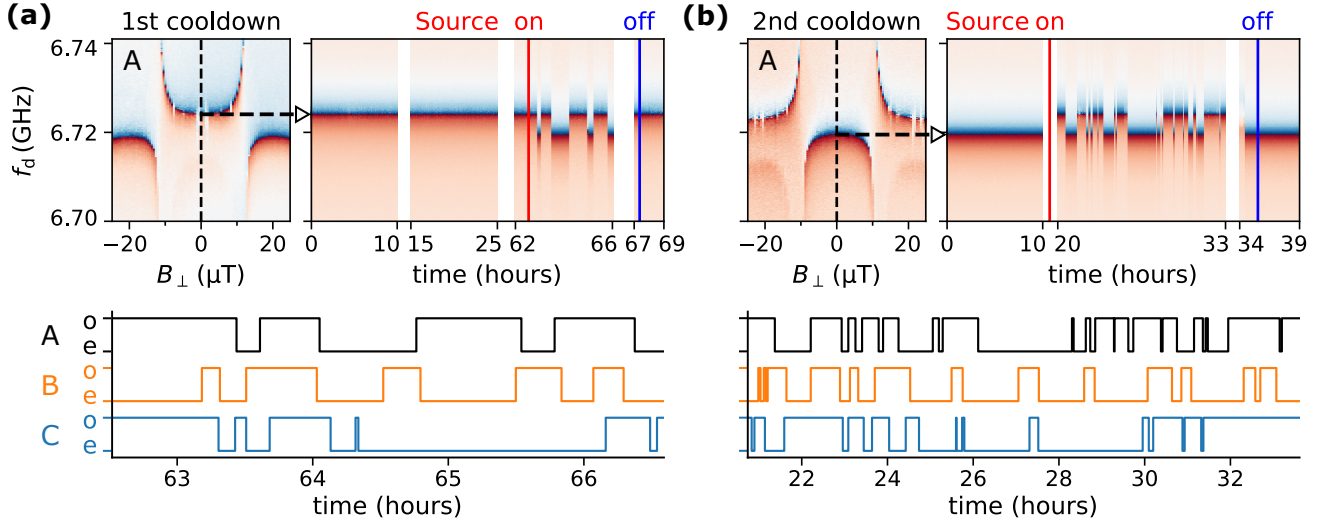 (a) 1st cooldown Source on off (b) 2nd cooldown Source on off
6.74
6.72
6.70
f_d (GHz)
A
A
−20 0 20 0 10 15 25 62 66 67 69 −20 0 20 0 10 20 33 34 39
B⊥ (μT) time (hours) B⊥ (μT) time (hours)
A o
e
B o
e
C o
e
63 64 65 66 22 24 26 28 30 32
time (hours) time (hours)